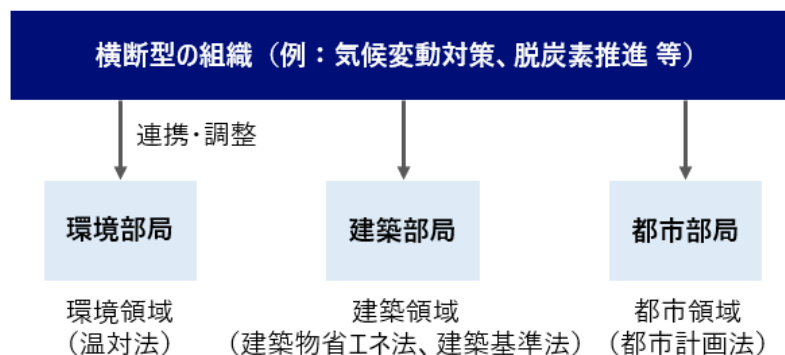 横断型の組織（例：気候変動対策、脱炭素推進 等）
連携・調整
環境部局
建築部局
都市部局
環境領域
（温対法）
建築領域
（建築物省エネ法、建築基準法）
都市領域
（都市計画法）